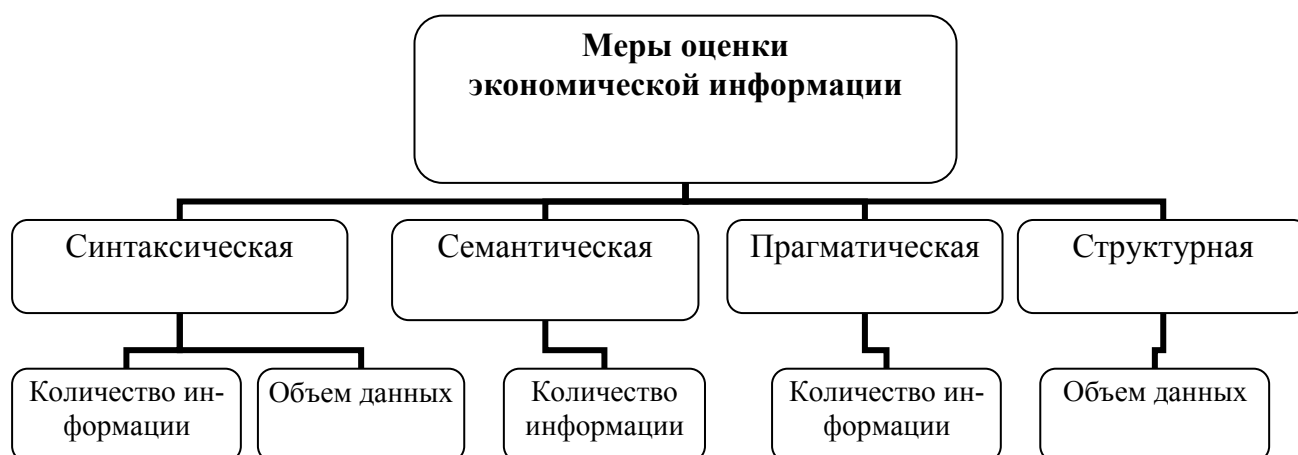 Меры оценки
экономической информации
Синтаксическая
Семантическая
Прагматическая
Структурная
Количество ин-
формации
Объем данных
Количество
информации
Количество ин-
формации
Объем данных